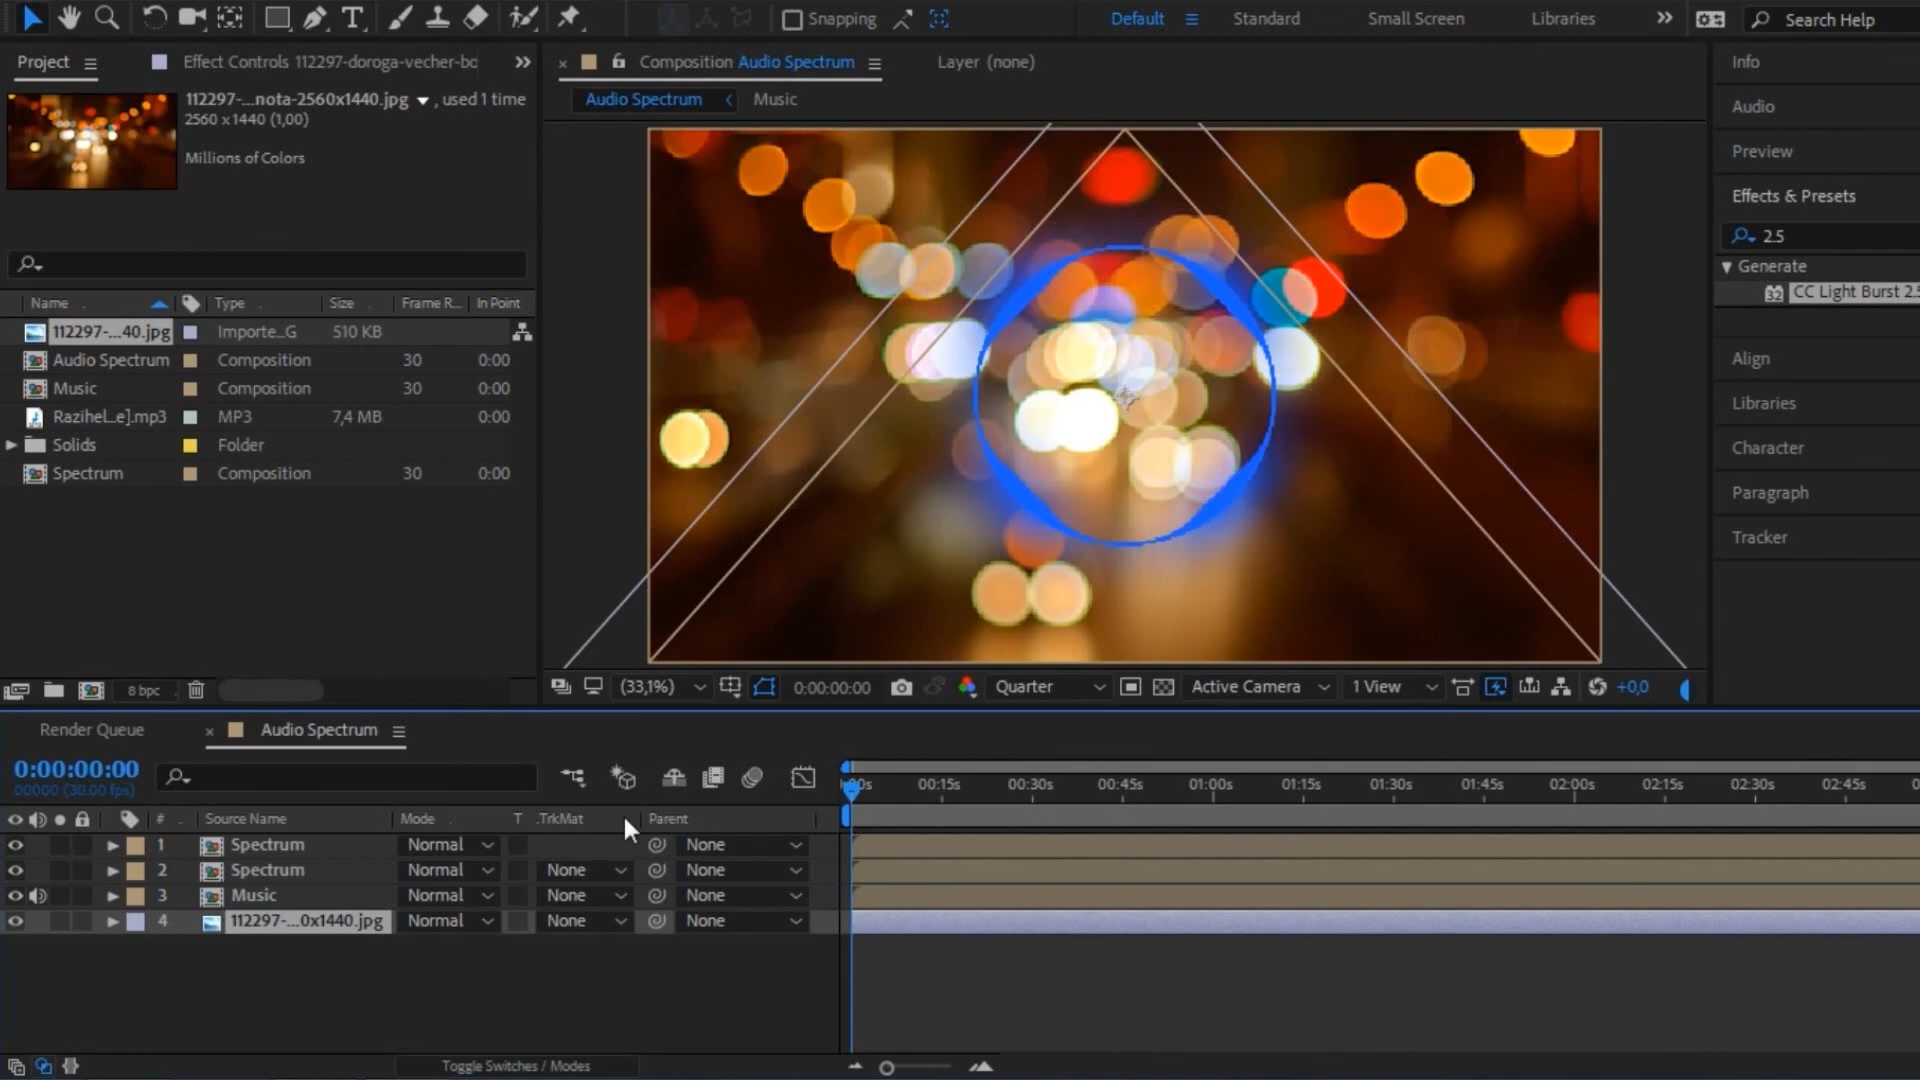 Snapping
Default
Standard
Small Screen
Libraries
Search Help
Project
Effect Controls 112297-doroga-vecher-bo
Composition Audio Spectrum
Layer (none)
Info
112297-...nota-2560x1440.jpg , used 1 time
2560 x 1440 (1,00)
Millions of Colors
Audio Spectrum
Music
Audio
Preview
Effects & Presets
2.5
Generate
32 CC Light Burst 2.5
Align
Libraries
Character
Paragraph
Tracker
Name Type Size Frame R... In Point
112297-...40.jpg Importe_G 510 KB
Audio Spectrum Composition 30 0:00
Music Composition 30 0:00
Razihel_e].mp3 MP3 7,4 MB 0:00
Solids Folder
Spectrum Composition 30 0:00
8 bpc
(33,1%) 0:00:00:00 Quarter Active Camera 1 View +0,0
Render Queue
Audio Spectrum
0:00:00:00
00000 (30.00 fps)
00s 00:15s 00:30s 00:45s 01:00s 01:15s 01:30s 01:45s 02:00s 02:15s 02:30s 02:45s 0
# Source Name Mode T .TrkMat Parent
1 Spectrum Normal None
2 Spectrum Normal None None
3 Music Normal None None
4 112297-...0x1440.jpg Normal None None
Toggle Switches / Modes